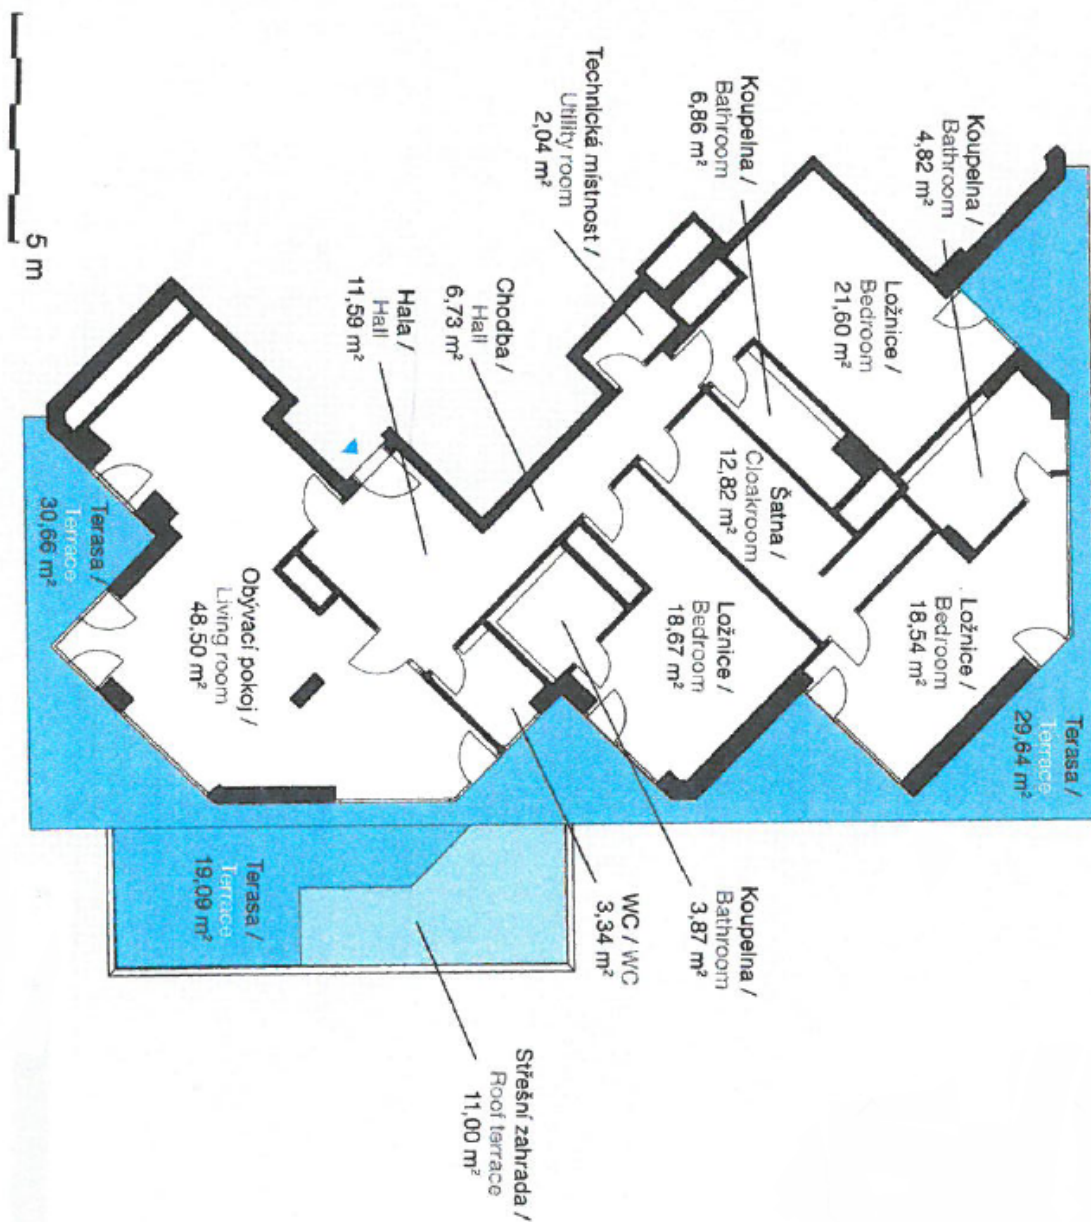 5 m
Technická místnost /
Utility room
2,04 m²
Koupelna /
Bathroom
6,86 m²
Koupelna /
Bathroom
4,82 m²
Ložnice /
Bedroom
21,60 m²
Hala /
Hall
11,59 m²
Chodba /
Hall
6,73 m²
Šatna /
Cloakroom
12,82 m²
Terasa /
Terrace
30,66 m²
Obývací pokoj /
Living room
48,50 m²
Ložnice /
Bedroom
18,67 m²
Ložnice /
Bedroom
18,54 m²
Terasa /
Terrace
29,64 m²
Terasa /
Terrace
19,09 m²
WC / WC
3,34 m²
Koupelna /
Bathroom
3,87 m²
Střešní zahrada /
Roof terrace
11,00 m²